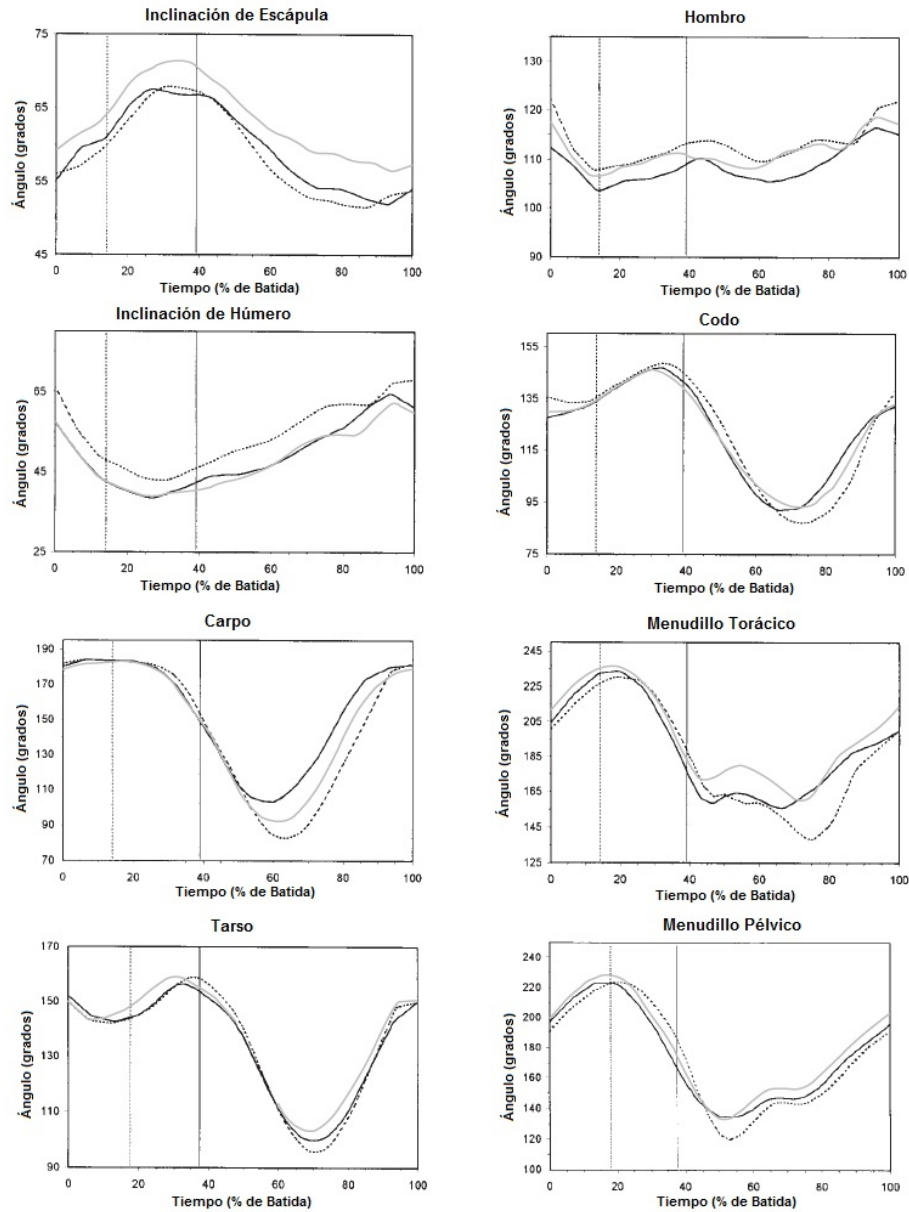 Inclinación de Escápula
Ángulo (grados)
75
65
55
45
0 20 40 60 80 100
Tiempo (% de Batida)
Hombro
Ángulo (grados)
130
120
110
100
90
0 20 40 60 80 100
Tiempo (% de Batida)
Inclinación de Húmero
Ángulo (grados)
65
45
25
0 20 40 60 80 100
Tiempo (% de Batida)
Codo
Ángulo (grados)
155
135
115
95
75
0 20 40 60 80 100
Tiempo (% de Batida)
Carpo
Ángulo (grados)
190
170
150
130
110
90
70
0 20 40 60 80 100
Tiempo (% de Batida)
Menudillo Torácico
Ángulo (grados)
245
225
205
185
165
145
125
0 20 40 60 80 100
Tiempo (% de Batida)
Tarso
Ángulo (grados)
170
150
130
110
90
0 20 40 60 80 100
Tiempo (% de Batida)
Menudillo Pélvico
Ángulo (grados)
240
220
200
180
160
140
120
100
0 20 40 60 80 100
Tiempo (% de Batida)